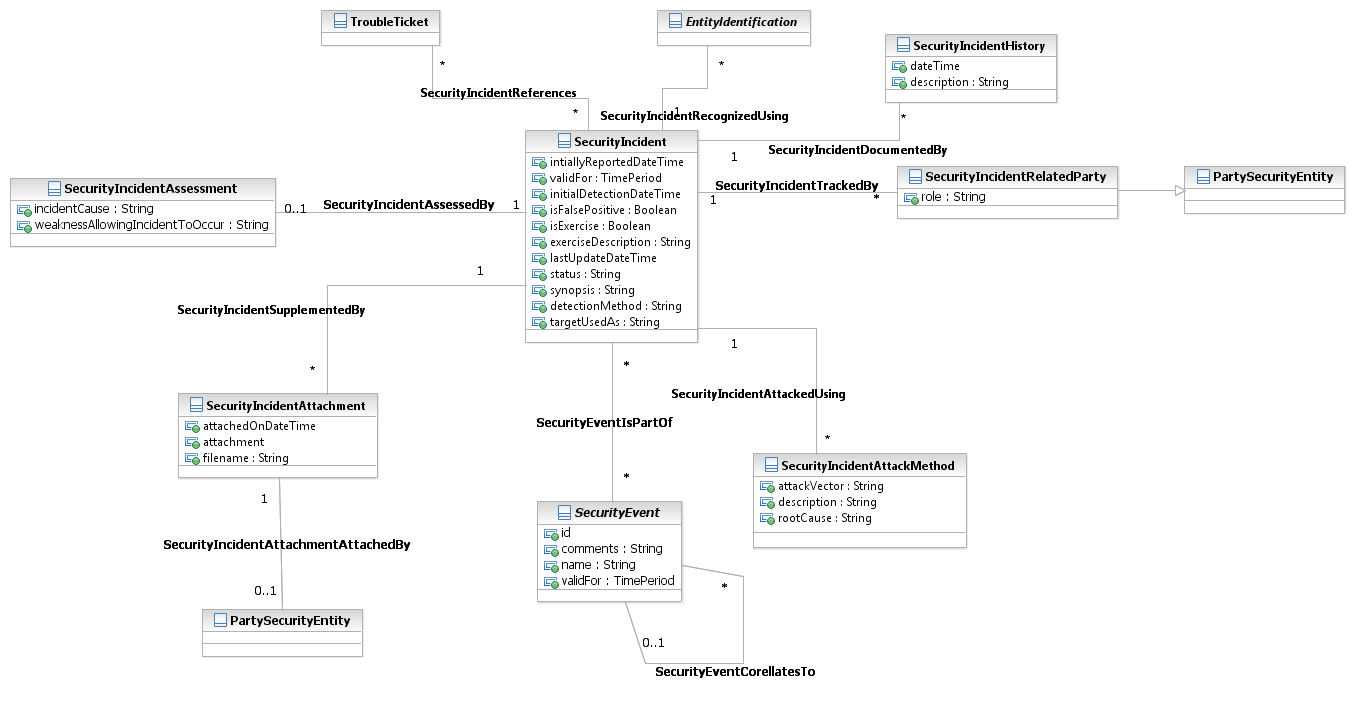 TroubleTicket
*
EntityIdentification
*
SecurityIncidentHistory
dateTime
description : String
*
SecurityIncidentReferences
*
1
SecurityIncidentRecognizedUsing
SecurityIncident
intiallyReportedDateTime
validFor : TimePeriod
initialDetectionDateTime
isFalsePositive : Boolean
isExercise : Boolean
exerciseDescription : String
lastUpdateDateTime
status : String
synopsis : String
detectionMethod : String
targetUsedAs : String
1
SecurityIncidentDocumentedBy
SecurityIncidentTrackedBy
1
*
SecurityIncidentRelatedParty
role : String
PartySecurityEntity
SecurityIncidentAssessment
incidentCause : String
weaknessAllowingIncidentToOccur : String
0..1
SecurityIncidentAssessedBy
1
1
SecurityIncidentSupplementedBy
*
SecurityIncidentAttachment
attachedOnDateTime
attachment
filename : String
1
SecurityIncidentAttachmentAttachedBy
0..1
PartySecurityEntity
*
SecurityEventIsPartOf
*
1
SecurityIncidentAttackedUsing
*
SecurityIncidentAttackMethod
attackVector : String
description : String
rootCause : String
SecurityEvent
id
comments : String
name : String
validFor : TimePeriod
*
0..1
SecurityEventCorellatesTo